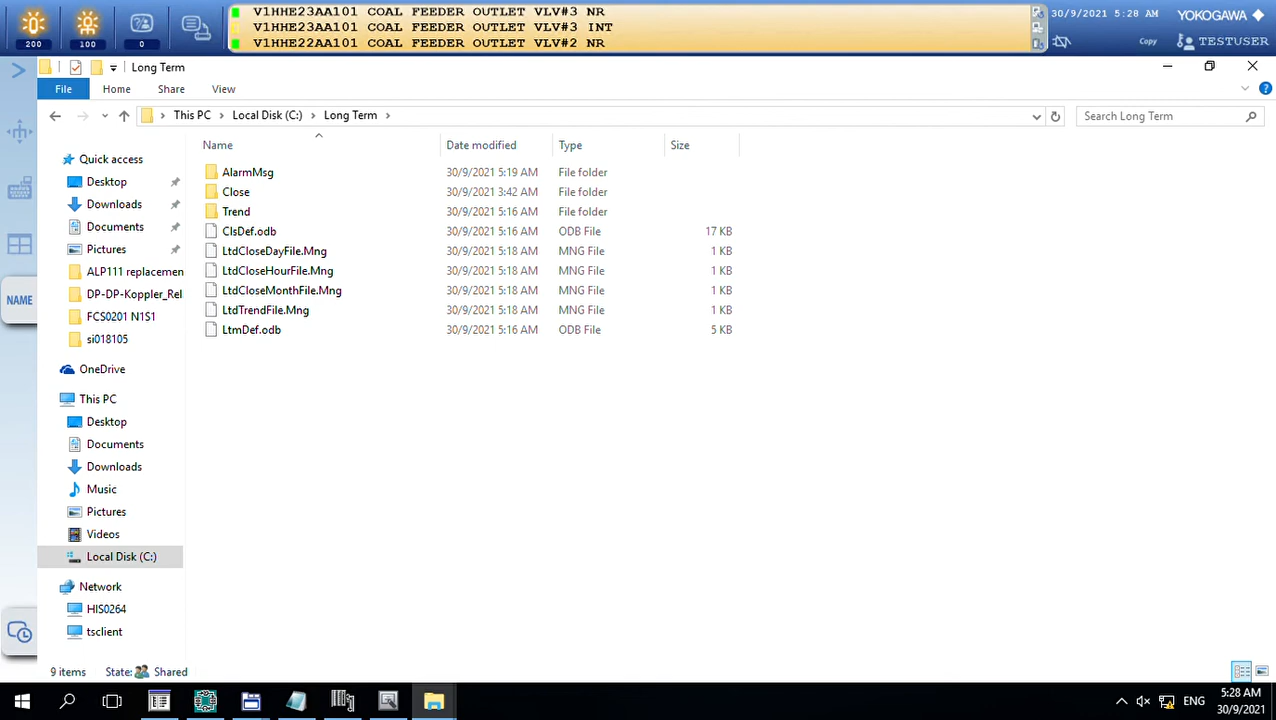 V1HHE23AA101 COAL FEEDER OUTLET VLV#3 NR
V1HHE23AA101 COAL FEEDER OUTLET VLV#3 INT
V1HHE22AA101 COAL FEEDER OUTLET VLV#2 NR
200
100
0
30/9/2021 5:28 AM
YOKOGAWA
Copy
TESTUSER
Long Term
File
Home
Share
View
This PC
Local Disk (C:)
Long Term
Search Long Term
NAME
Name
Date modified
Type
Size
AlarmMsg 30/9/2021 5:19 AM File folder
Close 30/9/2021 3:42 AM File folder
Trend 30/9/2021 5:16 AM File folder
ClsDef.odb 30/9/2021 5:16 AM ODB File 17 KB
LtdCloseDayFile.Mng 30/9/2021 5:18 AM MNG File 1 KB
LtdCloseHourFile.Mng 30/9/2021 5:18 AM MNG File 1 KB
LtdCloseMonthFile.Mng 30/9/2021 5:18 AM MNG File 1 KB
LtdTrendFile.Mng 30/9/2021 5:18 AM MNG File 1 KB
LtmDef.odb 30/9/2021 5:16 AM ODB File 5 KB
Quick access
Desktop
Downloads
Documents
Pictures
ALP111 replacemen
DP-DP-Koppler_Rel
FCS0201 N1S1
si018105
OneDrive
This PC
Desktop
Documents
Downloads
Music
Pictures
Videos
Local Disk (C:)
Network
HIS0264
tsclient
9 items
State:
Shared
ENG
5:28 AM
30/9/2021